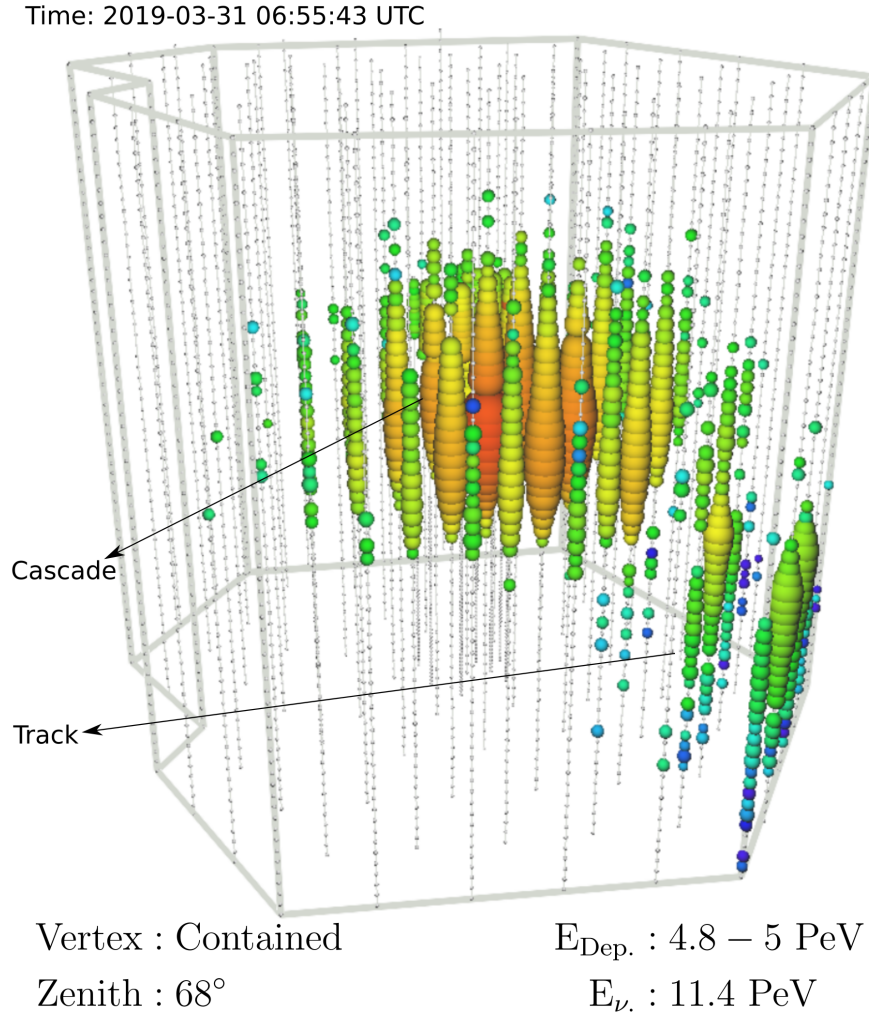 Time: 2019-03-31 06:55:43 UTC
Cascade
Track
Vertex : Contained
E_Dep. : 4.8 − 5 PeV
Zenith : 68°
E_ν. : 11.4 PeV